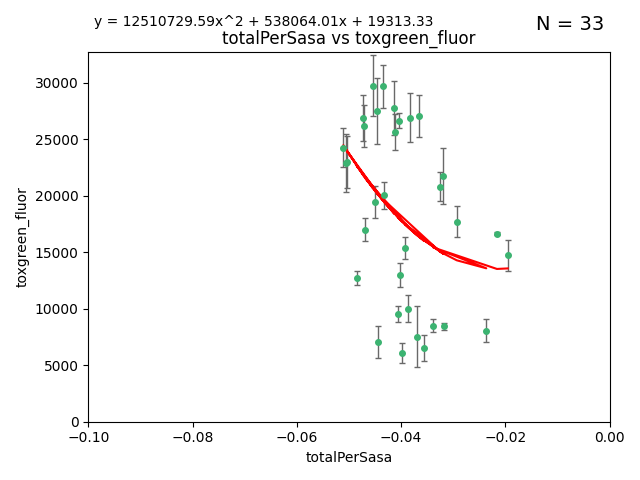 y = 12510729.59x^2 + 538064.01x + 19313.33
N = 33
totalPerSasa vs toxgreen_fluor
30000
25000
20000
15000
10000
5000
0
toxgreen_fluor
−0.10 −0.08 −0.06 −0.04 −0.02 0.00
totalPerSasa